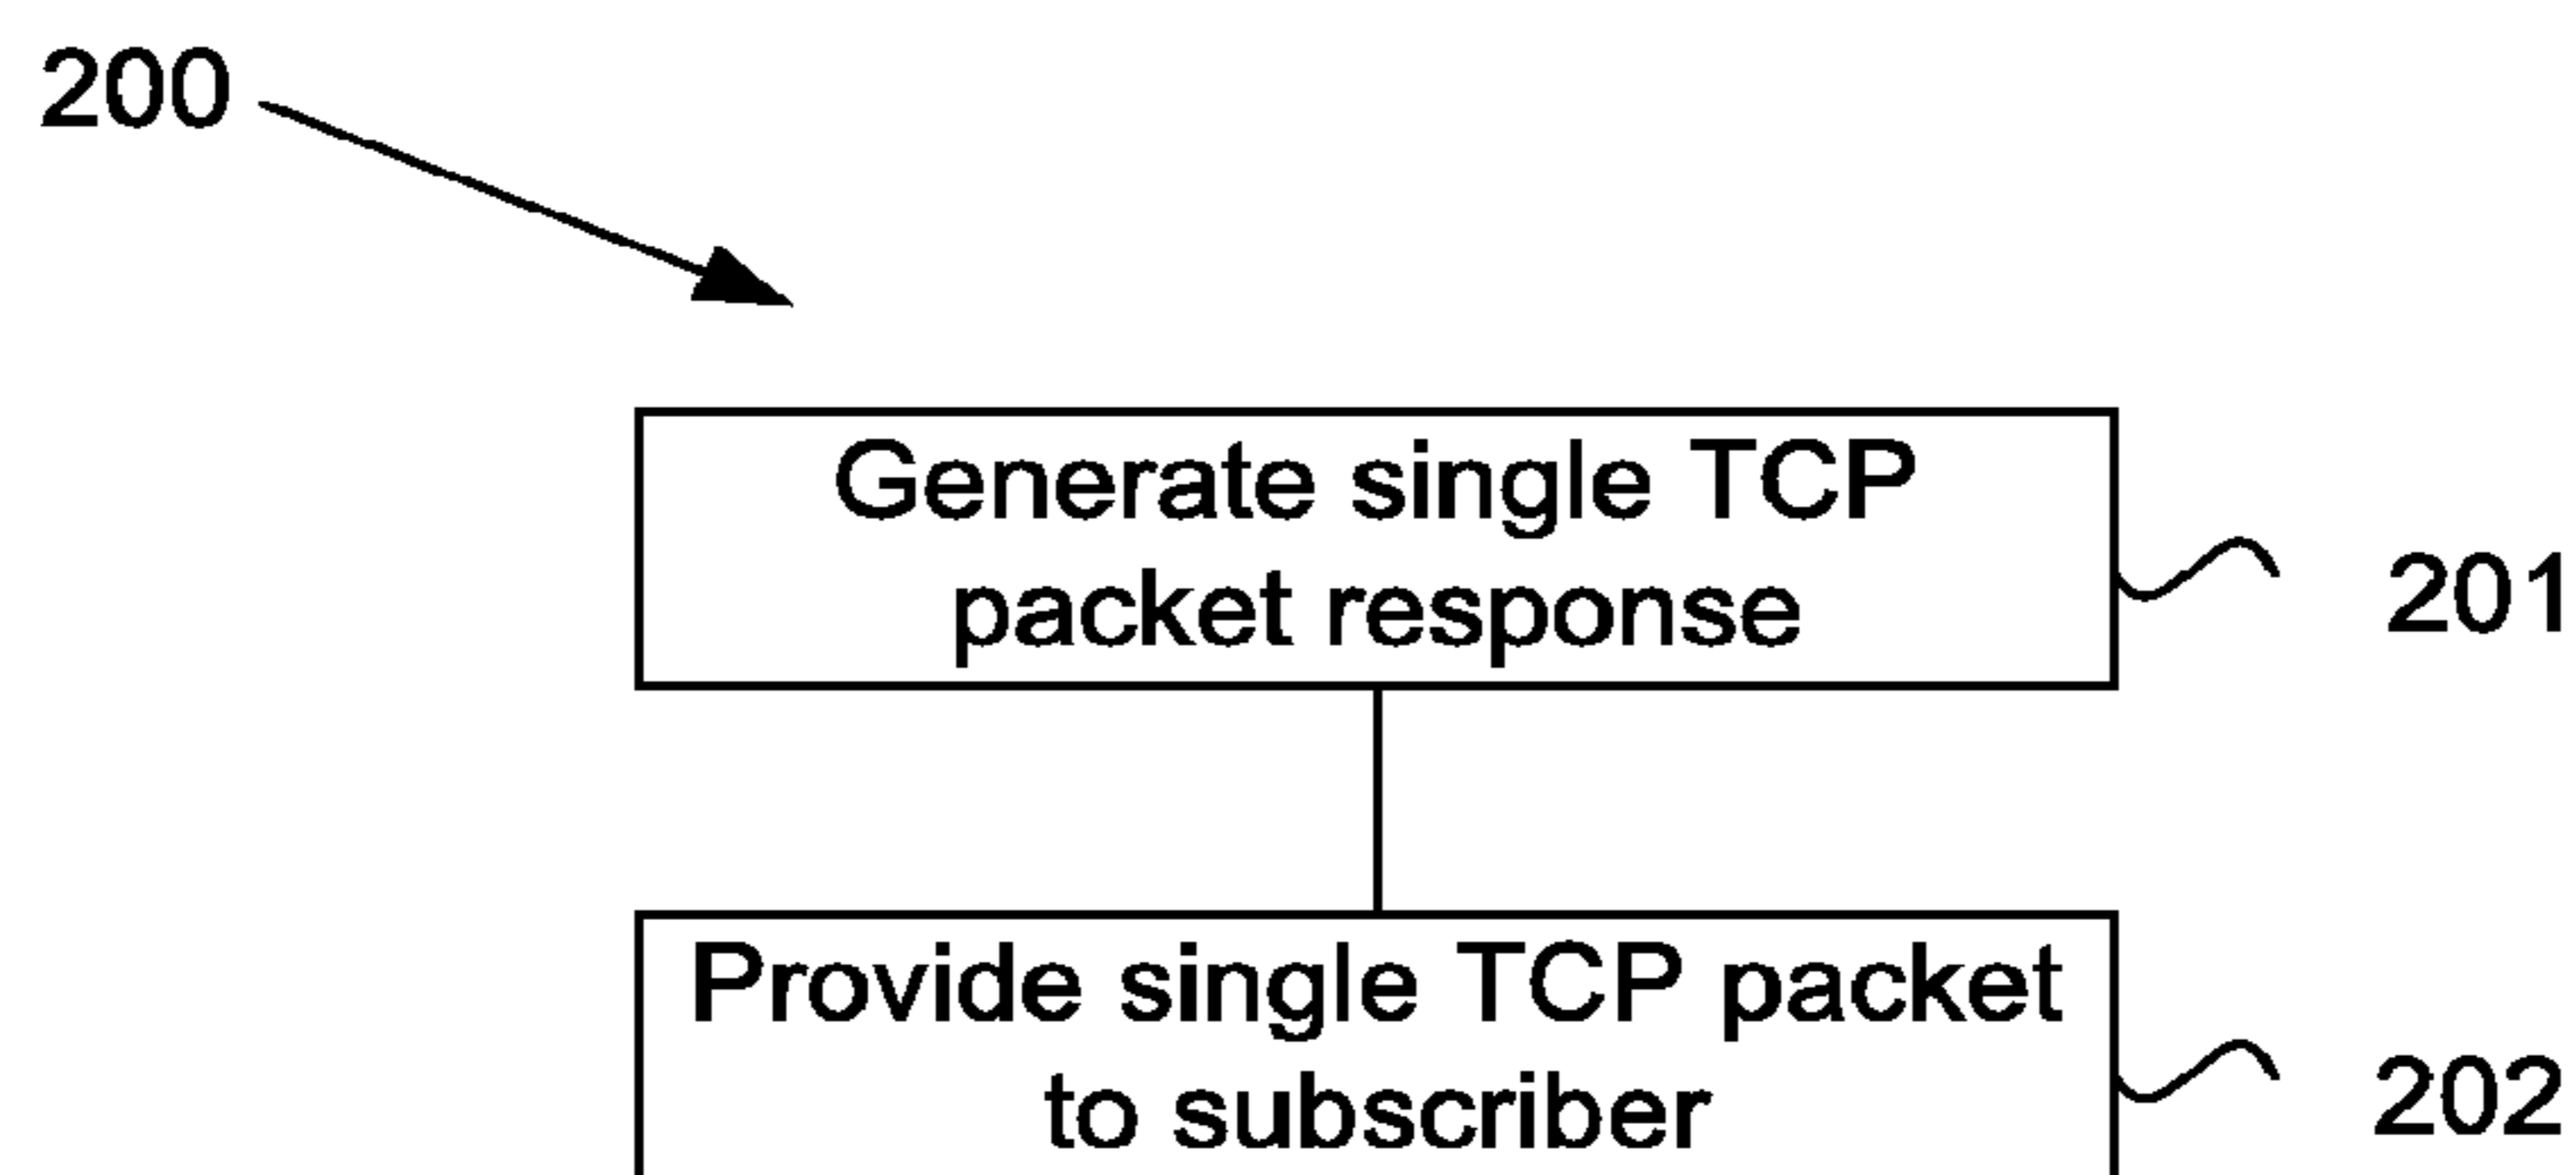 200
Generate single TCP
packet response
201
Provide single TCP packet
to subscriber
202